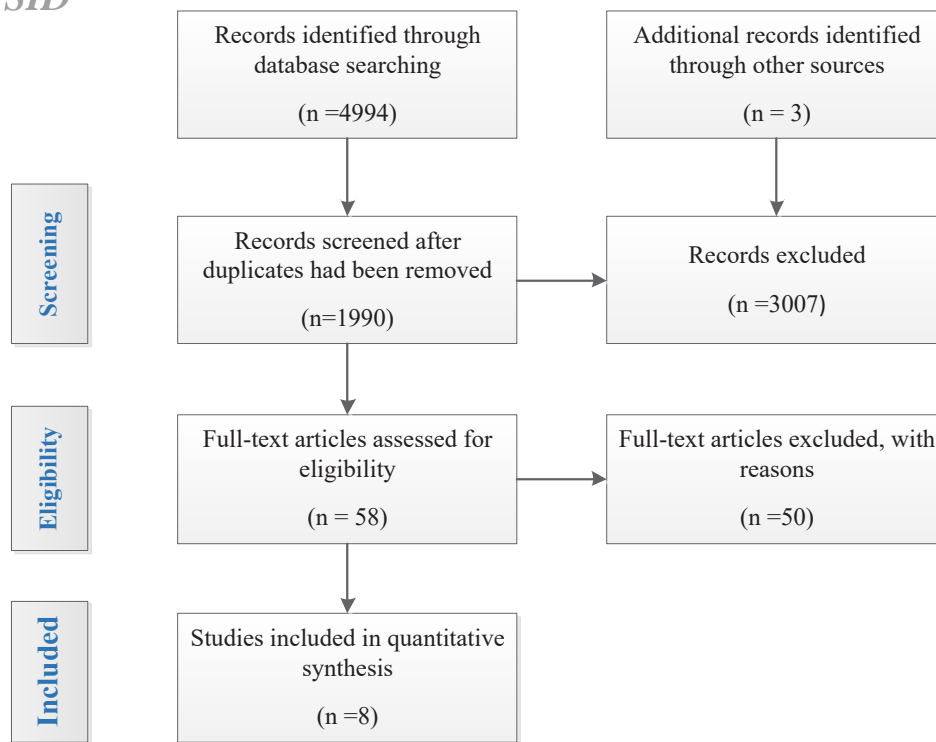 SID
Records identified through
database searching
(n =4994)
Additional records identified
through other sources
(n = 3)
Screening
Records screened after
duplicates had been removed
(n=1990)
Records excluded
(n =3007)
Eligibility
Full-text articles assessed for
eligibility
(n = 58)
Full-text articles excluded, with
reasons
(n =50)
Included
Studies included in quantitative
synthesis
(n =8)